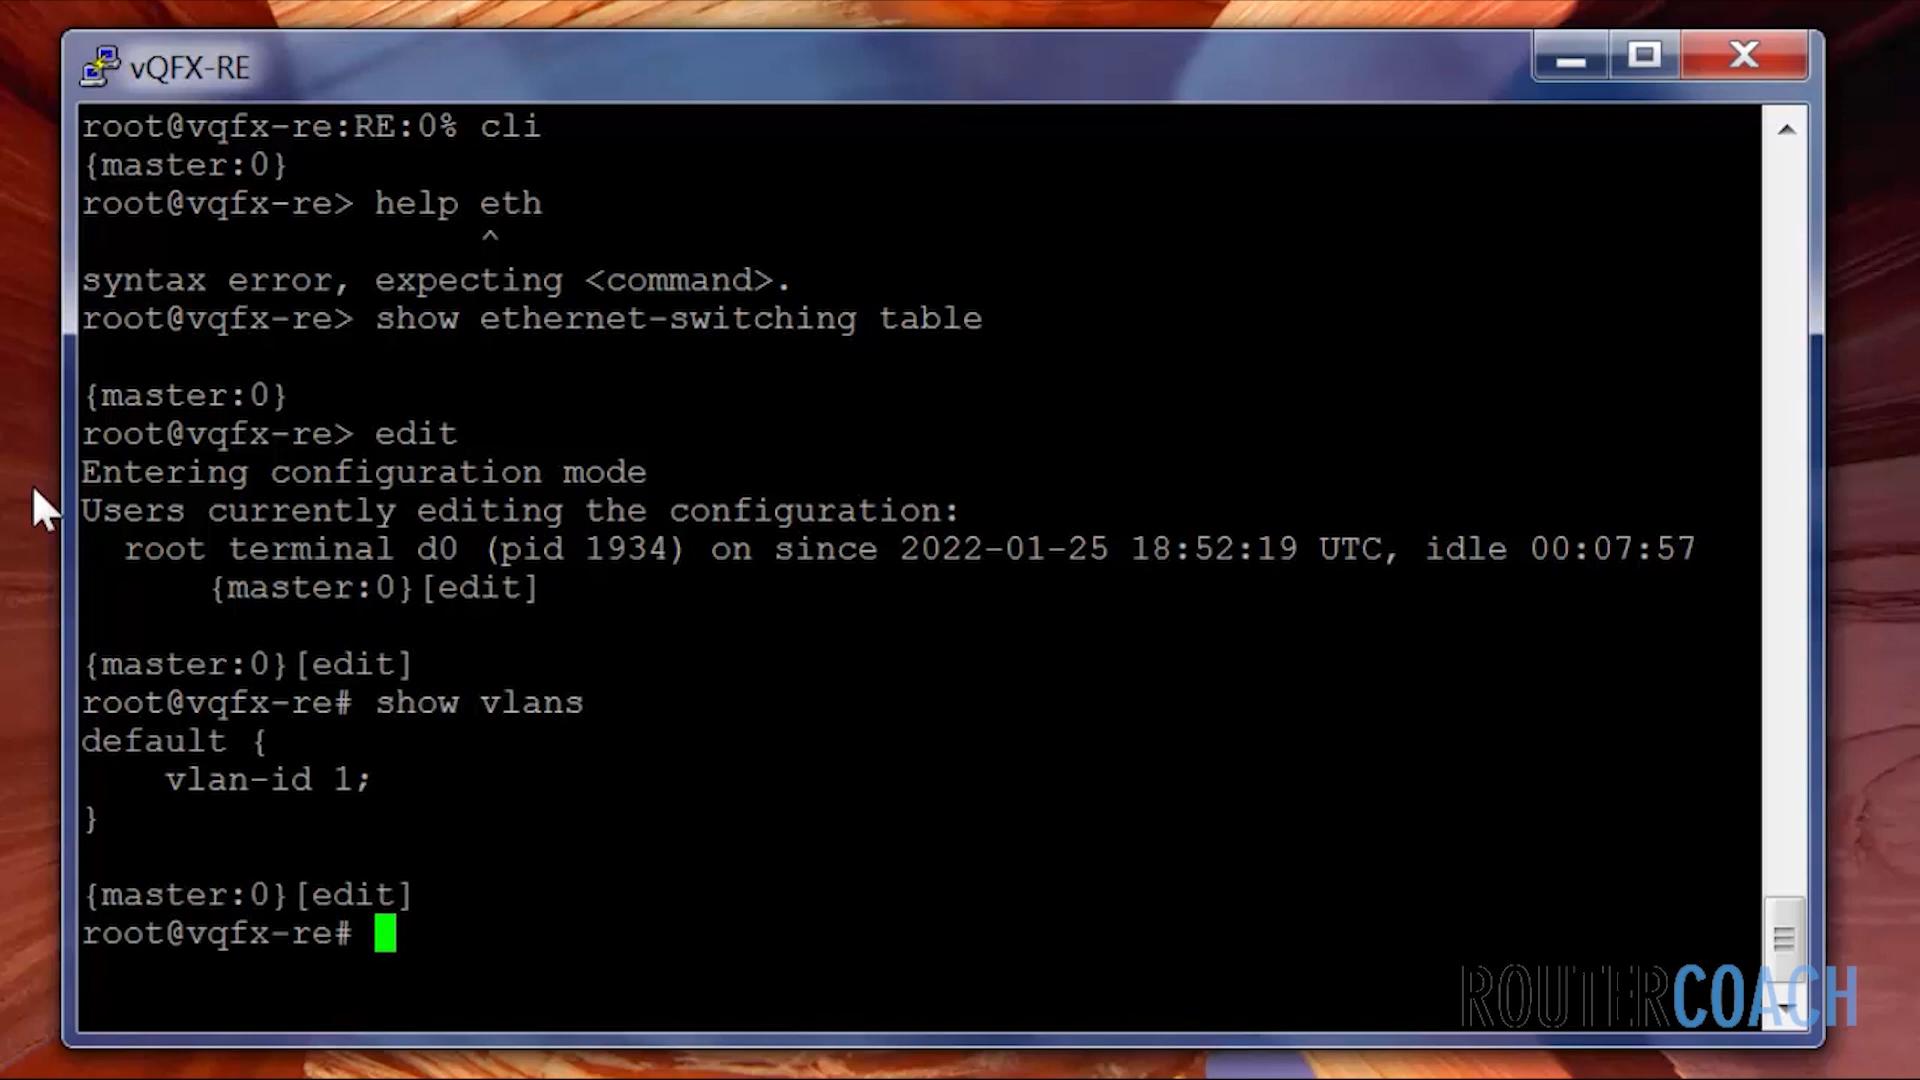 vQFX-RE
root@vqfx-re:RE:0% cli
{master:0}
root@vqfx-re> help eth
^
syntax error, expecting <command>.
root@vqfx-re> show ethernet-switching table
{master:0}
root@vqfx-re> edit
Entering configuration mode
Users currently editing the configuration:
  root terminal d0 (pid 1934) on since 2022-01-25 18:52:19 UTC, idle 00:07:57
      {master:0}[edit]
{master:0}[edit]
root@vqfx-re# show vlans
default {
    vlan-id 1;
}
{master:0}[edit]
root@vqfx-re#
ROUTERCOACH